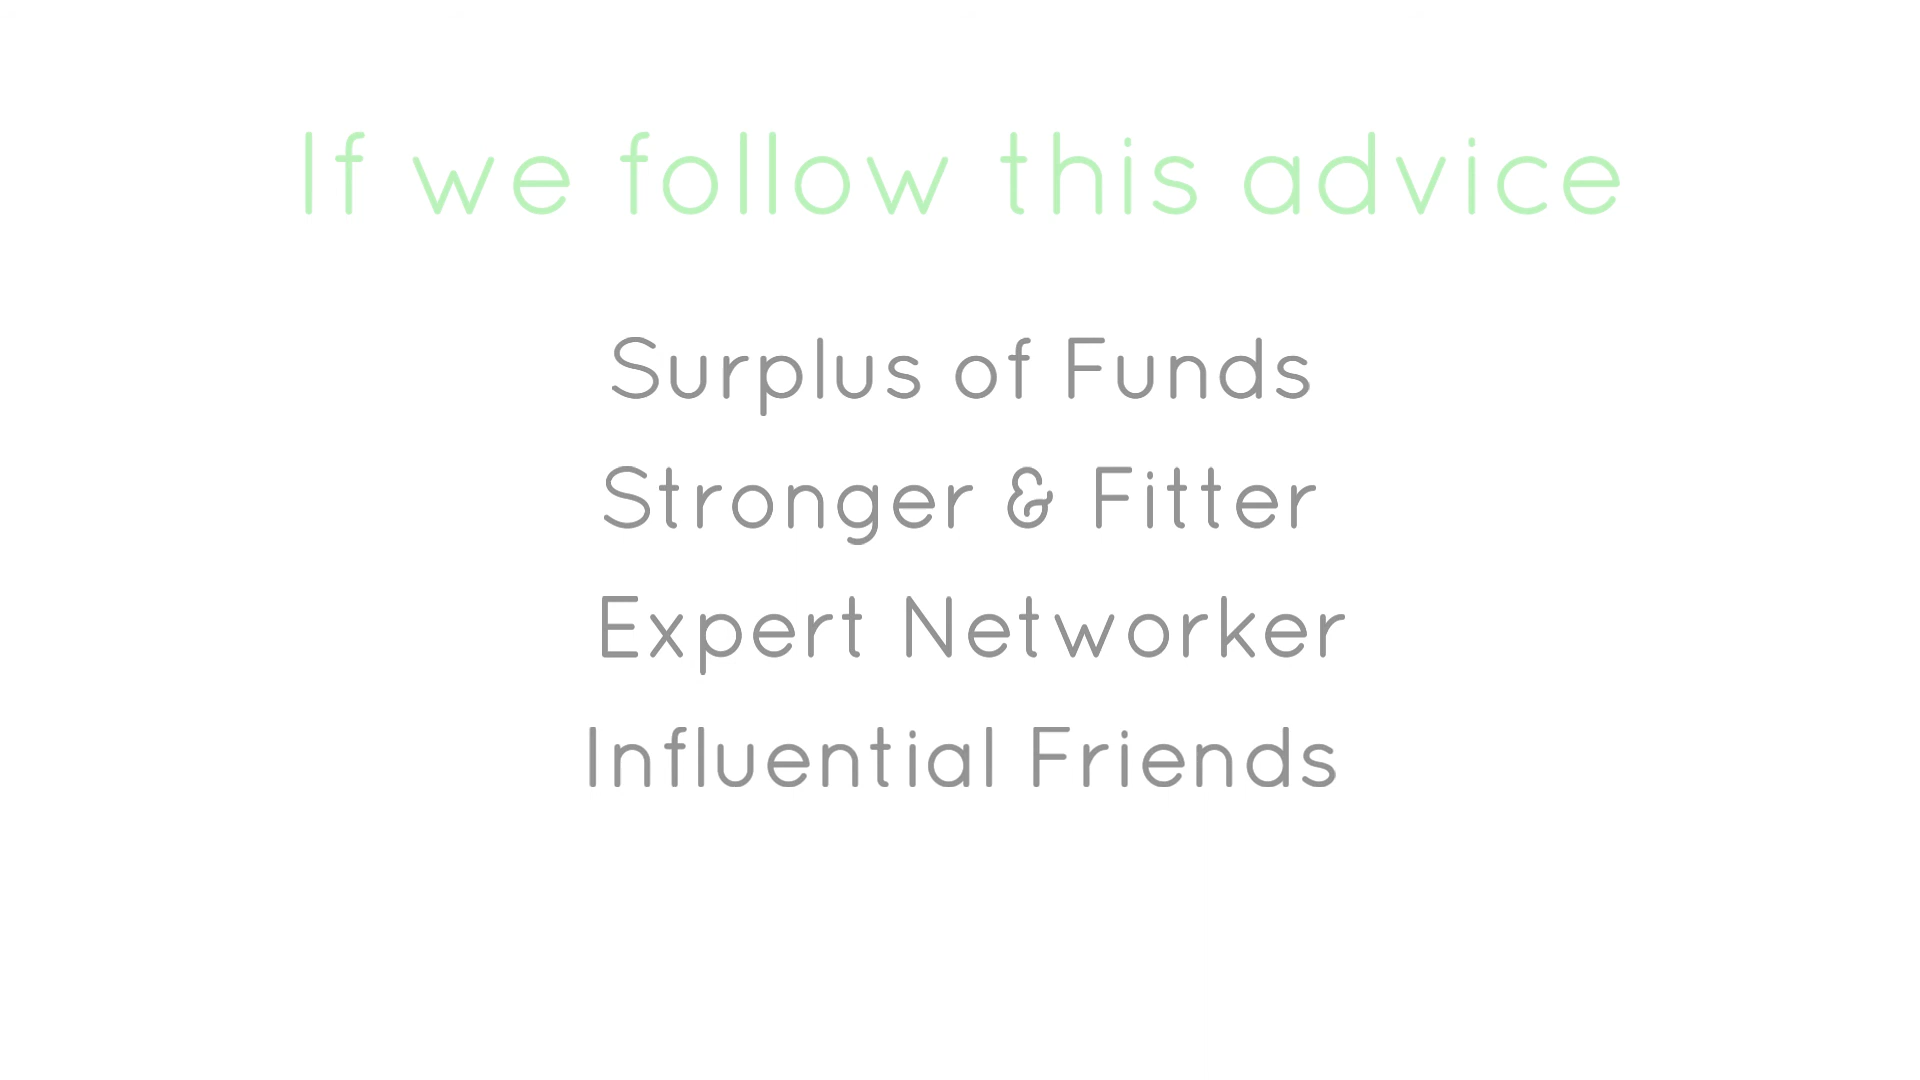 If we follow this advice
Surplus of Funds
Stronger & Fitter
Expert Networker
Influential Friends